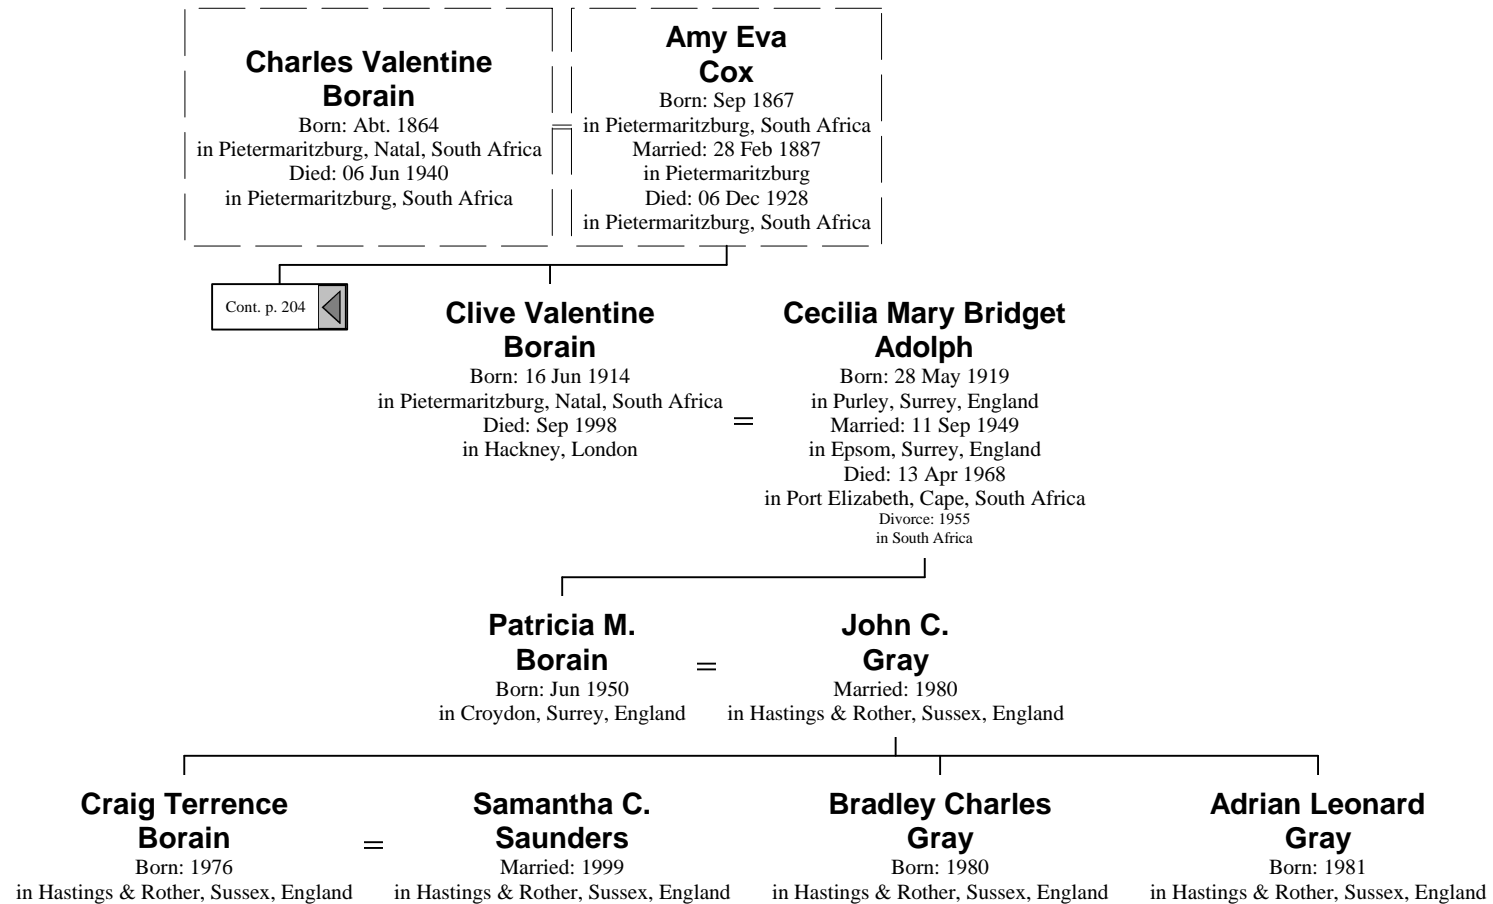 Charles Valentine
Borain
Born: Abt. 1864
in Pietermaritzburg, Natal, South Africa
Died: 06 Jun 1940
in Pietermaritzburg, South Africa
Amy Eva
Cox
Born: Sep 1867
in Pietermaritzburg, South Africa
Married: 28 Feb 1887
in Pietermaritzburg
Died: 06 Dec 1928
in Pietermaritzburg, South Africa
=
Cont. p. 204
Clive Valentine
Borain
Born: 16 Jun 1914
in Pietermaritzburg, Natal, South Africa
Died: Sep 1998
in Hackney, London
=
Cecilia Mary Bridget
Adolph
Born: 28 May 1919
in Purley, Surrey, England
Married: 11 Sep 1949
in Epsom, Surrey, England
Died: 13 Apr 1968
in Port Elizabeth, Cape, South Africa
Divorce: 1955
in South Africa
Patricia M.
Borain
Born: Jun 1950
in Croydon, Surrey, England
=
John C.
Gray
Married: 1980
in Hastings & Rother, Sussex, England
Craig Terrence
Borain
Born: 1976
in Hastings & Rother, Sussex, England
=
Samantha C.
Saunders
Married: 1999
in Hastings & Rother, Sussex, England
Bradley Charles
Gray
Born: 1980
in Hastings & Rother, Sussex, England
Adrian Leonard
Gray
Born: 1981
in Hastings & Rother, Sussex, England